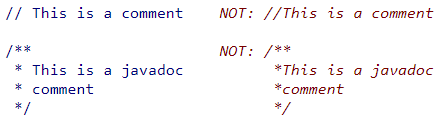 // This is a comment    NOT: //This is a comment
/**                     NOT: /**
 * This is a javadoc          *This is a javadoc
 * comment                    *comment
 */                           */